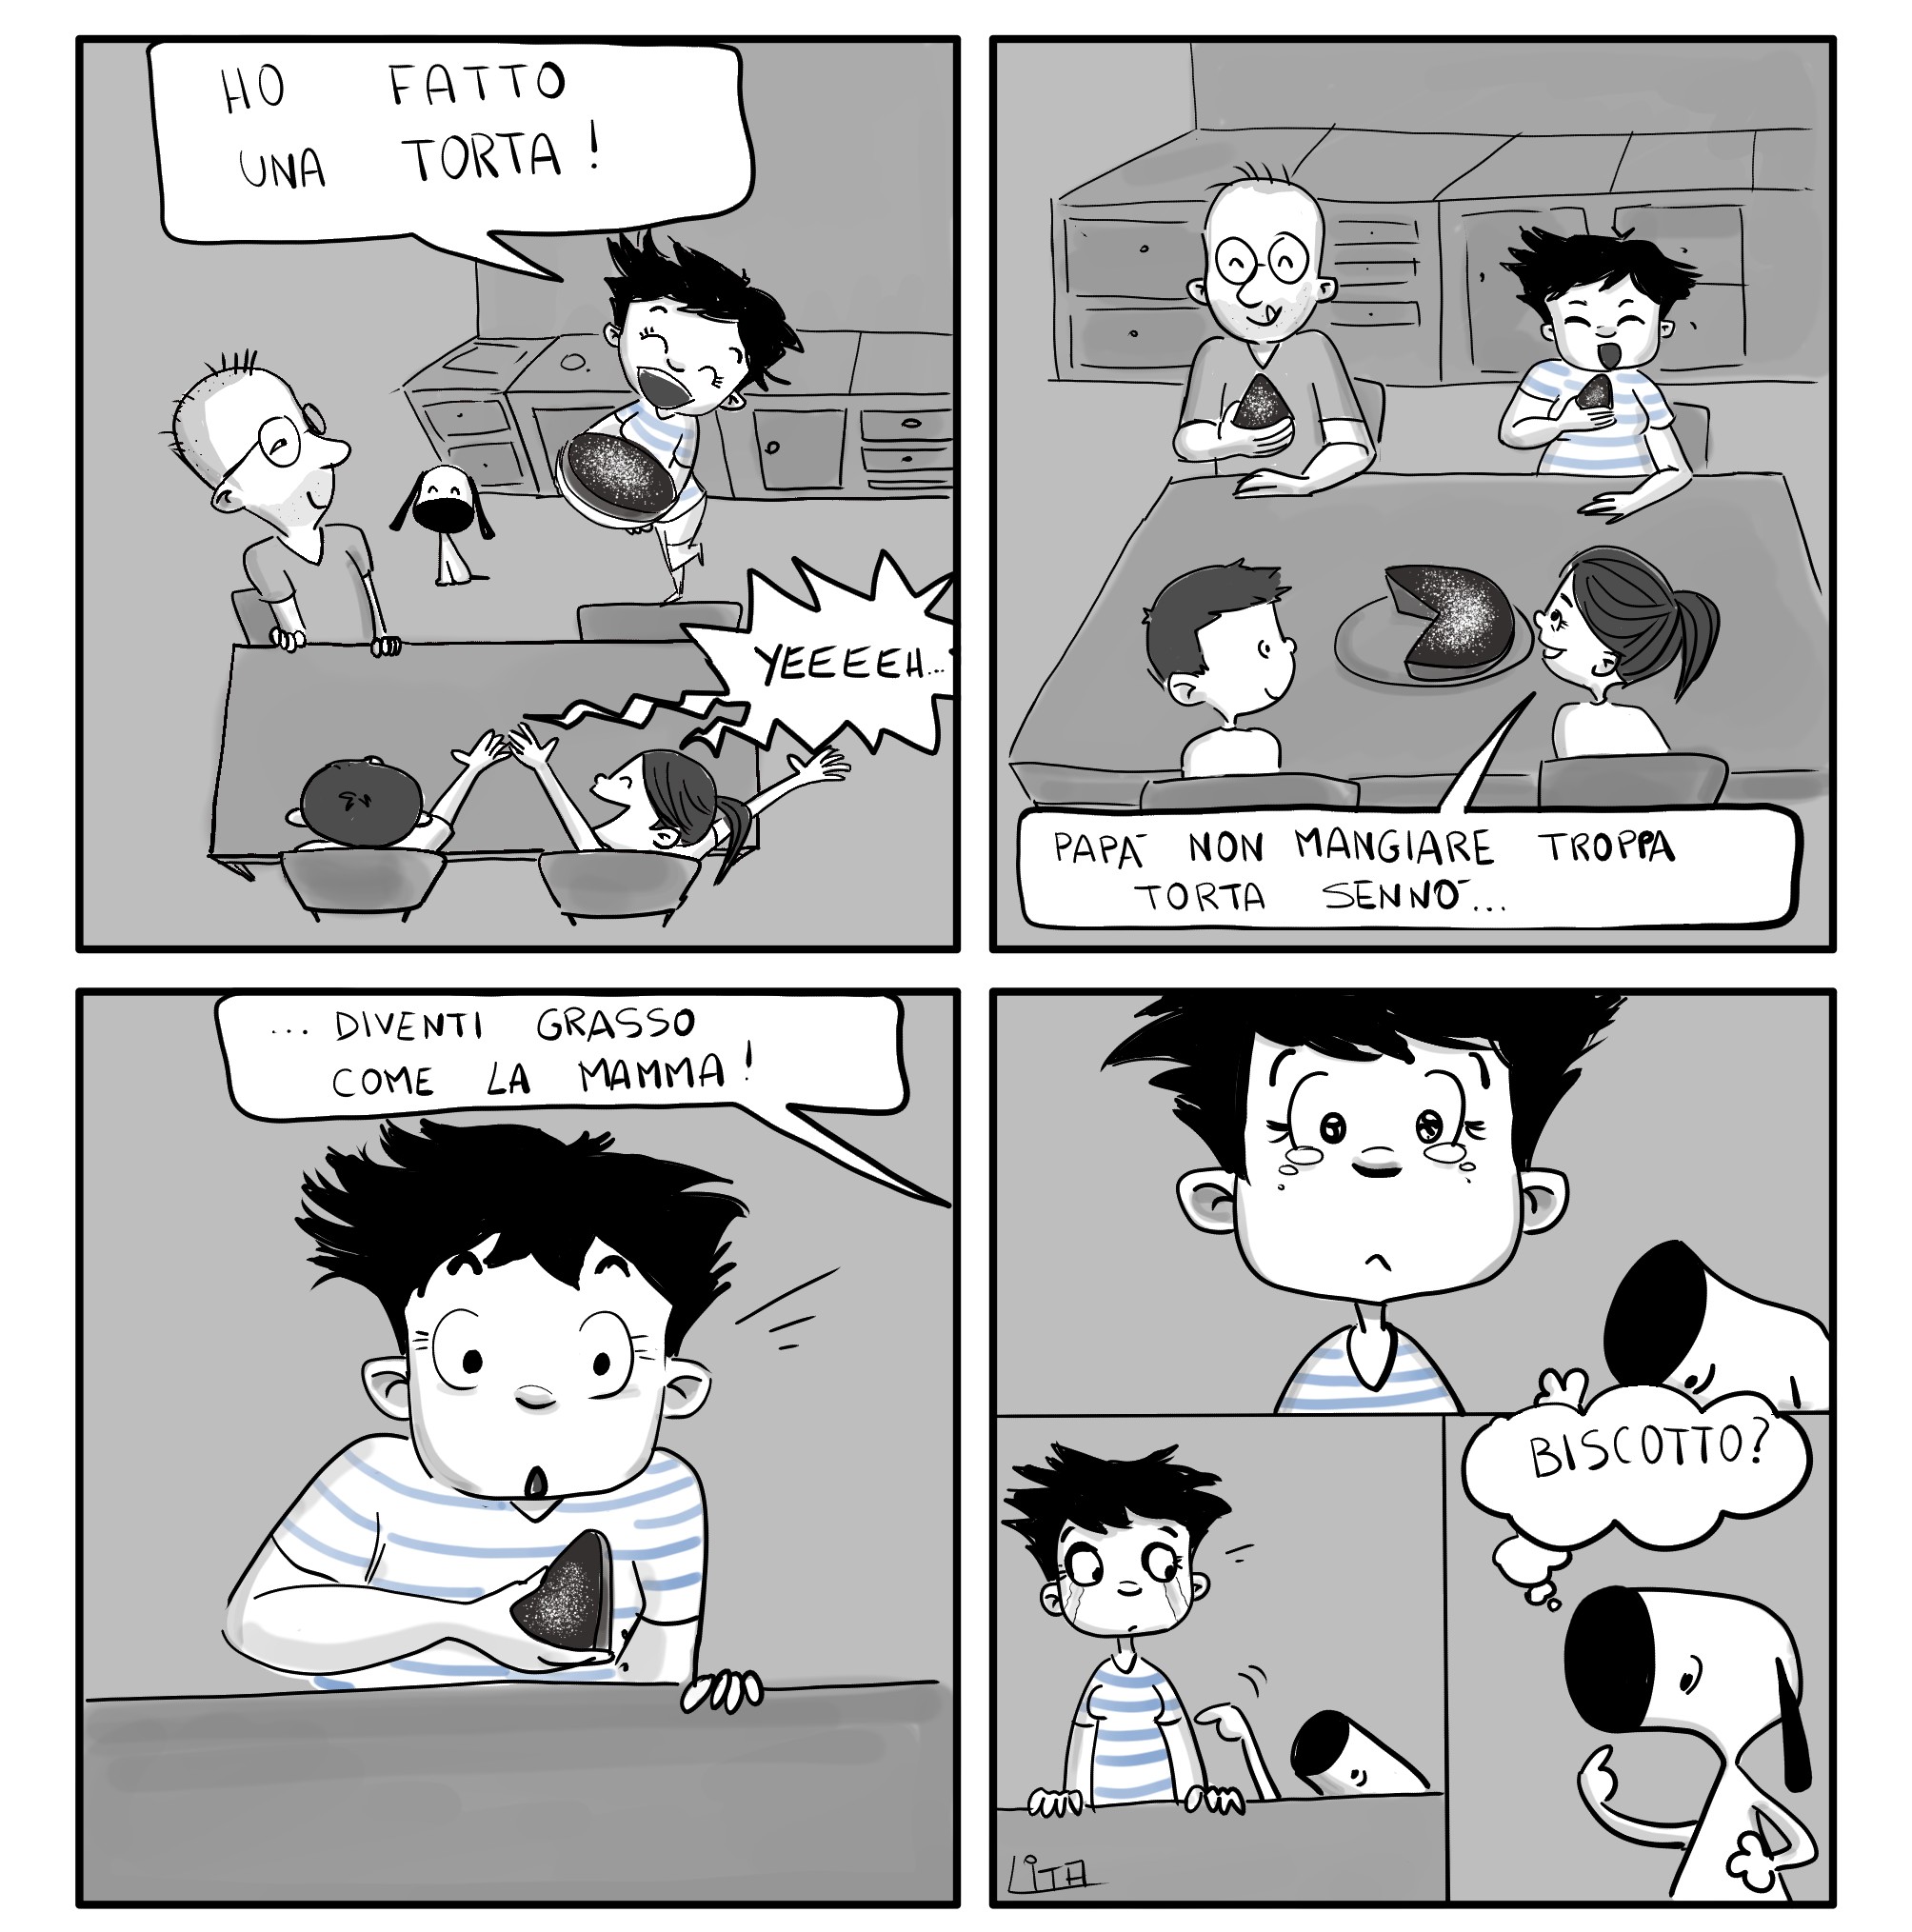 HO FATTO
UNA TORTA!
YEEEEH...
PAPÀ NON MANGIARE TROPPA
TORTA SENNÒ...
... DIVENTI GRASSO
COME LA MAMMA!
BISCOTTO?
LITA